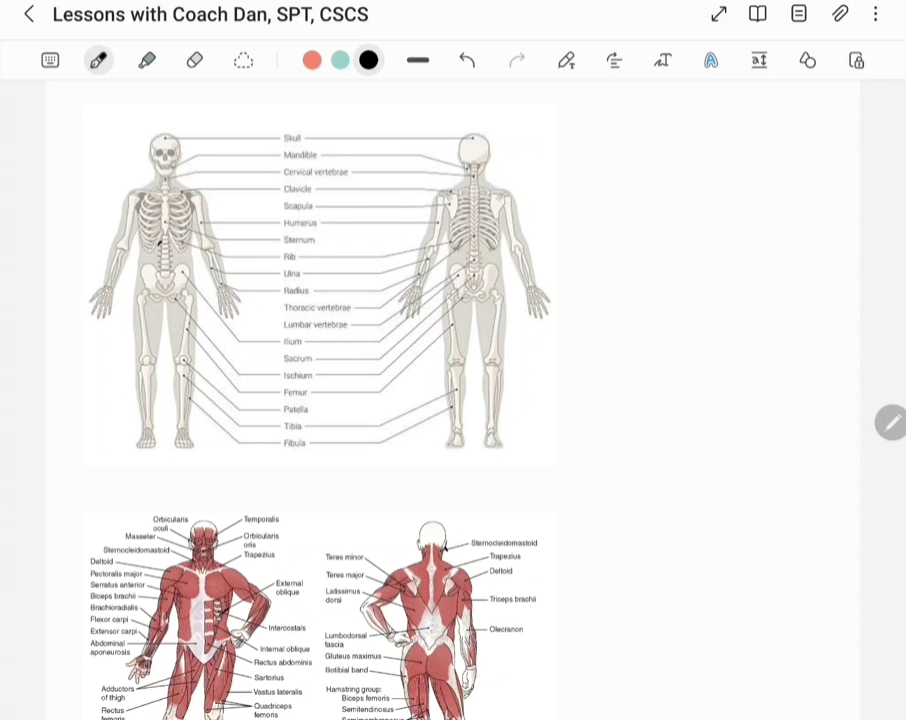 Lessons with Coach Dan, SPT, CSCS
Skull
Mandible
Cervical vertebrae
Clavicle
Scapula
Humerus
Sternum
Rib
Ulna
Radius
Thoracic vertebrae
Lumbar vertebrae
Ilium
Sacrum
Ischium
Femur
Patella
Tibia
Fibula
Orbicularis
oculi
Masseter
Sternocleidomastoid
Deltoid
Pectoralis major
Serratus anterior
Biceps brachii
Brachioradialis
Flexor carpi
Extensor carpi
Abdominal
aponeurosis
Adductors
of thigh
Rectus
femoris
Temporalis
Orbicularis
oris
Trapezius
External
oblique
Intercostals
Internal oblique
Rectus abdominis
Sartorius
Vastus lateralis
Quadriceps
femoris
Teres minor
Teres major
Latissimus
dorsi
Lumbodorsal
fascia
Gluteus maximus
Iliotibial band
Hamstring group:
Biceps femoris
Semitendinosus
Sternocleidomastoid
Trapezius
Deltoid
Triceps brachii
Olecranon